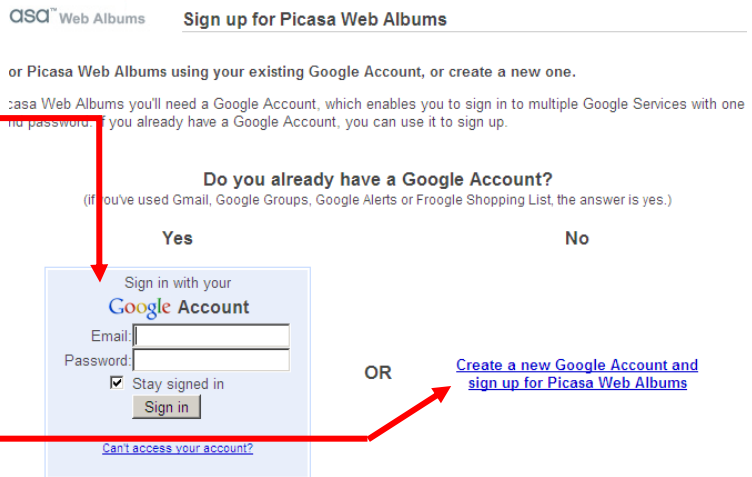 asa™ Web Albums Sign up for Picasa Web Albums
or Picasa Web Albums using your existing Google Account, or create a new one.
casa Web Albums you'll need a Google Account, which enables you to sign in to multiple Google Services with one
nd password. If you already have a Google Account, you can use it to sign up.
Do you already have a Google Account?
(if you've used Gmail, Google Groups, Google Alerts or Froogle Shopping List, the answer is yes.)
Yes
No
Sign in with your
Google Account
Email:
Password:
Stay signed in
Sign in
Can't access your account?
OR
Create a new Google Account and
sign up for Picasa Web Albums